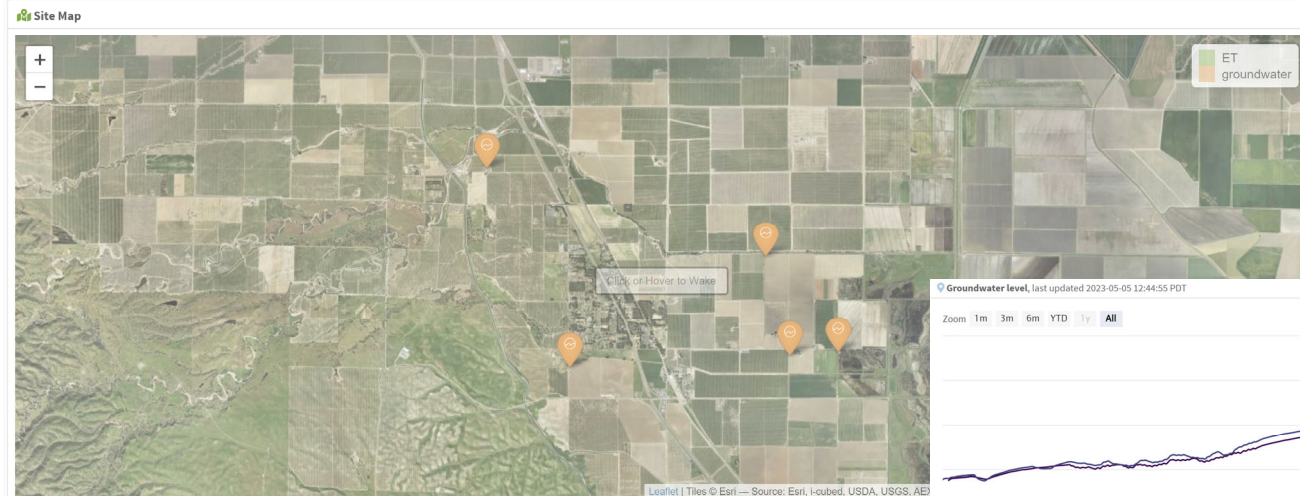 Site Map
+
−
ET
groundwater
Click or Hover to Wake
Leaflet | Tiles © Esri — Source: Esri, i-cubed, USDA, USGS, AEX
Groundwater level, last updated 2023-05-05 12:44:55 PDT
Zoom 1m 3m 6m YTD 1y All